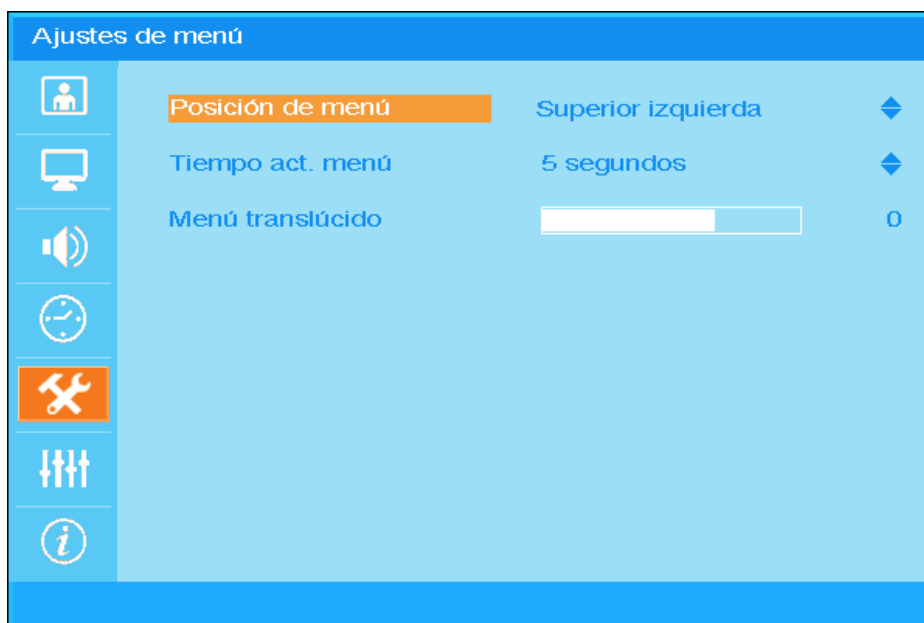 Ajustes de menú
Posición de menú Superior izquierda
Tiempo act. menú 5 segundos
Menú translúcido 0